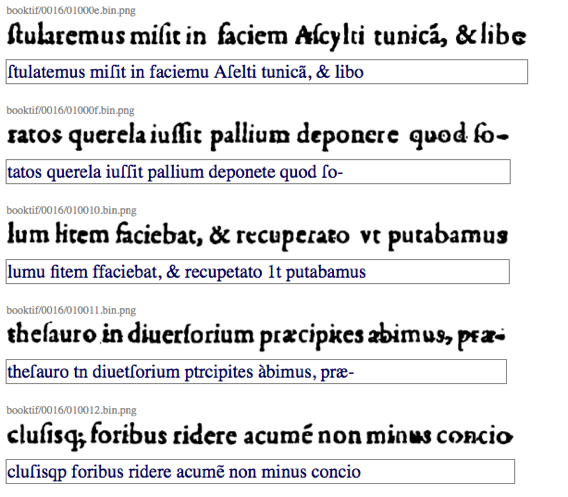 booktif/0016/01000e.bin.png
ſtularemus miſit in faciem Aſcylti tunicá, & libe
ſtulatemus miſit in faciemu Aſelti tunicã, & libo
booktif/0016/01000f.bin.png
ratos querela iuſſit pallium deponere quod ſo-
tatos querela iuſſit pallium deponete quod ſo-
booktif/0016/010010.bin.png
lum litem faciebat, & recuperato vt putabamus
lumu fitem ffaciebat, & recupetato 1t putabamus
booktif/0016/010011.bin.png
theſauro in diuerſorium præcipites abimus, præ-
theſauro tn diuetſorium ptrcipites àbimus, præ-
booktif/0016/010012.bin.png
cluſisq; foribus ridere acumé non minus concio
cluſisqp foribus ridere acumẽ non minus concio